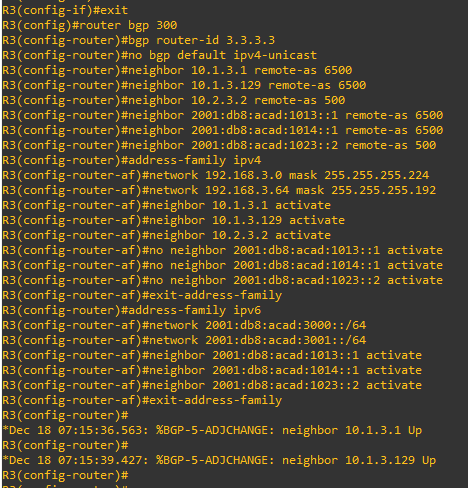 R3(config-if)#exit
R3(config)#router bgp 300
R3(config-router)#bgp router-id 3.3.3.3
R3(config-router)#no bgp default ipv4-unicast
R3(config-router)#neighbor 10.1.3.1 remote-as 6500
R3(config-router)#neighbor 10.1.3.129 remote-as 6500
R3(config-router)#neighbor 10.2.3.2 remote-as 500
R3(config-router)#neighbor 2001:db8:acad:1013::1 remote-as 6500
R3(config-router)#neighbor 2001:db8:acad:1014::1 remote-as 6500
R3(config-router)#neighbor 2001:db8:acad:1023::2 remote-as 500
R3(config-router)#address-family ipv4
R3(config-router-af)#network 192.168.3.0 mask 255.255.255.224
R3(config-router-af)#network 192.168.3.64 mask 255.255.255.192
R3(config-router-af)#neighbor 10.1.3.1 activate
R3(config-router-af)#neighbor 10.1.3.129 activate
R3(config-router-af)#neighbor 10.2.3.2 activate
R3(config-router-af)#no neighbor 2001:db8:acad:1013::1 activate
R3(config-router-af)#no neighbor 2001:db8:acad:1014::1 activate
R3(config-router-af)#no neighbor 2001:db8:acad:1023::2 activate
R3(config-router-af)#exit-address-family
R3(config-router)#address-family ipv6
R3(config-router-af)#network 2001:db8:acad:3000::/64
R3(config-router-af)#network 2001:db8:acad:3001::/64
R3(config-router-af)#neighbor 2001:db8:acad:1013::1 activate
R3(config-router-af)#neighbor 2001:db8:acad:1014::1 activate
R3(config-router-af)#neighbor 2001:db8:acad:1023::2 activate
R3(config-router-af)#exit-address-family
R3(config-router)#
*Dec 18 07:15:36.563: %BGP-5-ADJCHANGE: neighbor 10.1.3.1 Up
R3(config-router)#
*Dec 18 07:15:39.427: %BGP-5-ADJCHANGE: neighbor 10.1.3.129 Up
R3(config-router)#
R3(config-router)#